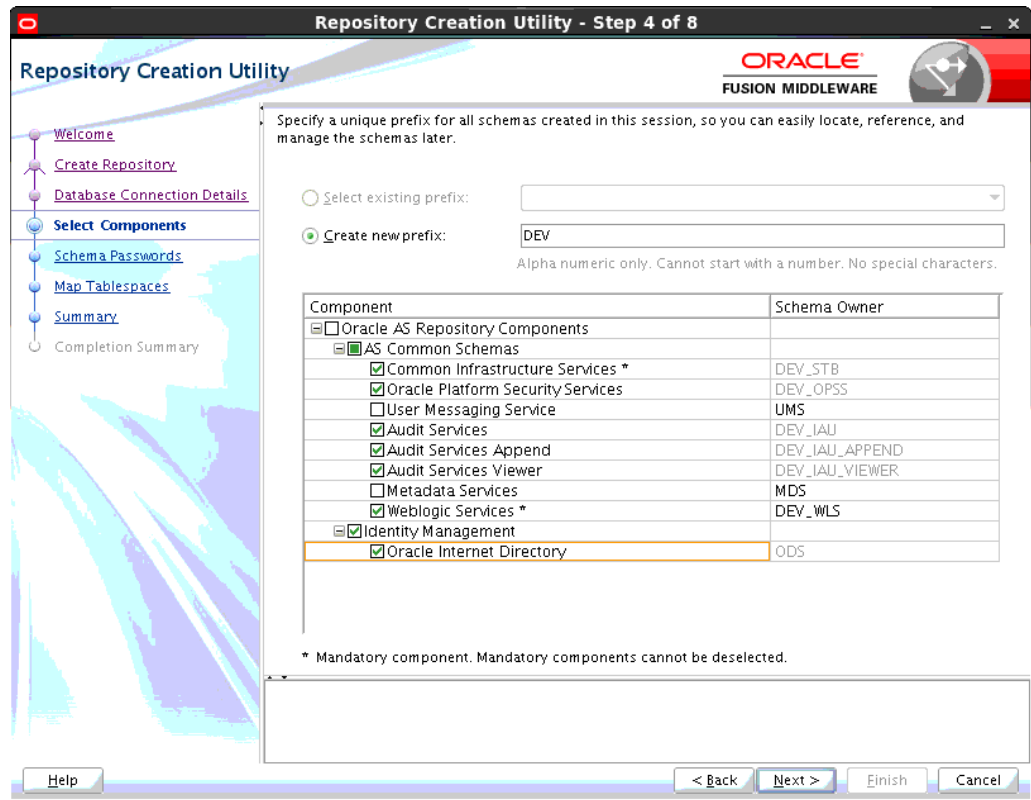 Repository Creation Utility - Step 4 of 8
Repository Creation Utility
ORACLE
FUSION MIDDLEWARE
Welcome
Create Repository
Database Connection Details
Select Components
Schema Passwords
Map Tablespaces
Summary
Completion Summary
Specify a unique prefix for all schemas created in this session, so you can easily locate, reference, and
manage the schemas later.
Select existing prefix:
Create new prefix: DEV
Alpha numeric only. Cannot start with a number. No special characters.
Component Schema Owner
Oracle AS Repository Components
AS Common Schemas
Common Infrastructure Services * DEV_STB
Oracle Platform Security Services DEV_OPSS
User Messaging Service UMS
Audit Services DEV_IAU
Audit Services Append DEV_IAU_APPEND
Audit Services Viewer DEV_IAU_VIEWER
Metadata Services MDS
Weblogic Services * DEV_WLS
Identity Management
Oracle Internet Directory ODS
* Mandatory component. Mandatory components cannot be deselected.
Help < Back Next > Finish Cancel